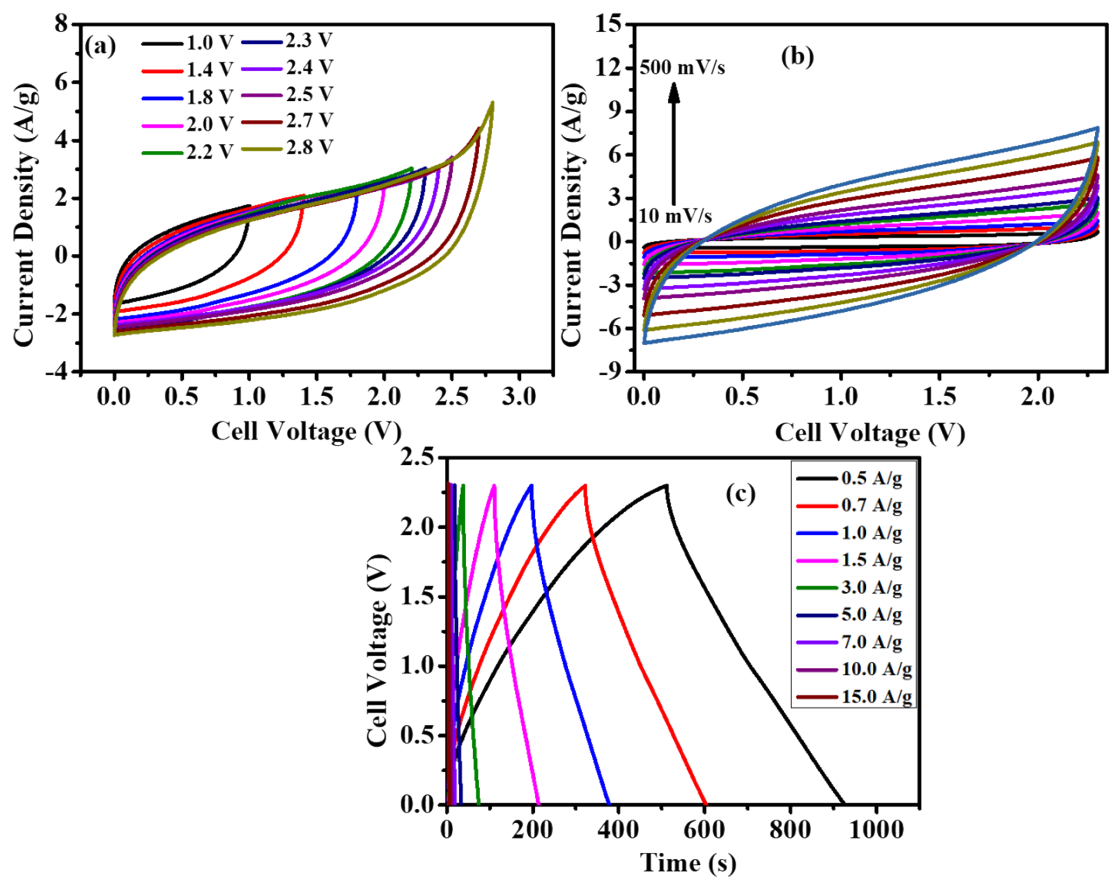 (a)
1.0 V
1.4 V
1.8 V
2.0 V
2.2 V
2.3 V
2.4 V
2.5 V
2.7 V
2.8 V
8
6
4
2
0
-2
-4
Current Density (A/g)
0.0 0.5 1.0 1.5 2.0 2.5 3.0
Cell Voltage (V)
(b)
500 mV/s
10 mV/s
15
12
9
6
3
0
-3
-6
-9
Current Density (A/g)
0.0 0.5 1.0 1.5 2.0
Cell Voltage (V)
(c)
0.5 A/g
0.7 A/g
1.0 A/g
1.5 A/g
3.0 A/g
5.0 A/g
7.0 A/g
10.0 A/g
15.0 A/g
2.5
2.0
1.5
1.0
0.5
0.0
Cell Voltage (V)
0 200 400 600 800 1000
Time (s)